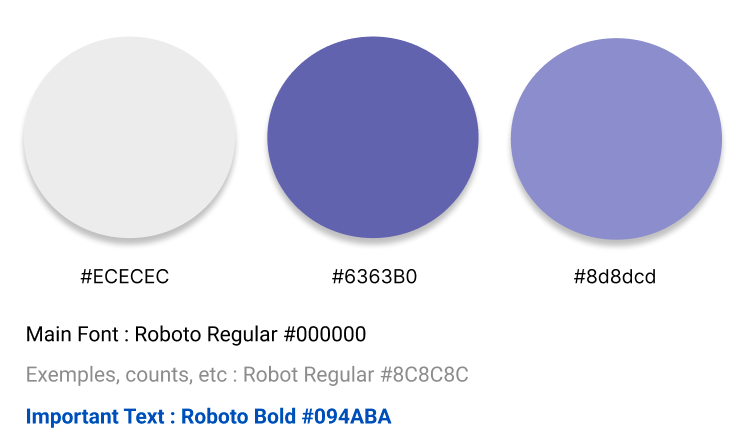 #ECECEC #6363B0 #8d8dcd
Main Font : Roboto Regular #000000
Exemples, counts, etc : Robot Regular #8C8C8C
Important Text : Roboto Bold #094ABA